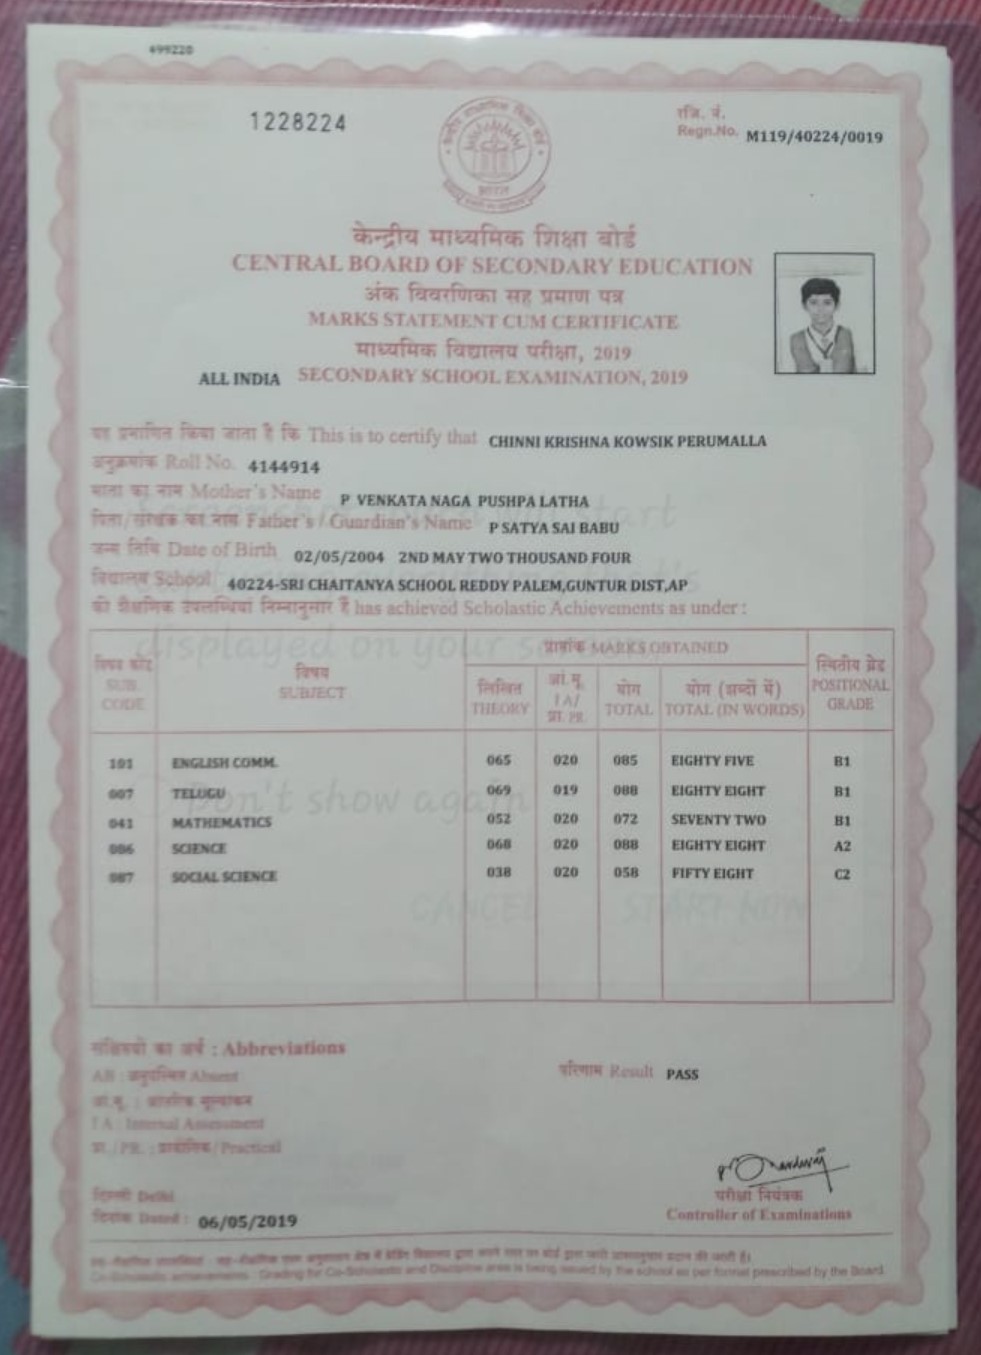 499220
1228224
रजि. नं.
Regn.No. M119/40224/0019
भारत
केन्द्रीय माध्यमिक शिक्षा बोर्ड
CENTRAL BOARD OF SECONDARY EDUCATION
अंक विवरणिका सह प्रमाण पत्र
MARKS STATEMENT CUM CERTIFICATE
माध्यमिक विद्यालय परीक्षा, 2019
ALL INDIA SECONDARY SCHOOL EXAMINATION, 2019
यह प्रमाणित किया जाता है कि This is to certify that CHINNI KRISHNA KOWSIK PERUMALLA
अनुक्रमांक Roll No. 4144914
माता का नाम Mother's Name P VENKATA NAGA PUSHPA LATHA
पिता/संरक्षक का नाम Father's / Guardian's Name P SATYA SAI BABU
जन्म तिथि Date of Birth 02/05/2004 2ND MAY TWO THOUSAND FOUR
विद्यालय School 40224-SRI CHAITANYA SCHOOL REDDY PALEM,GUNTUR DIST,AP
की शैक्षणिक उपलब्धियां निम्नानुसार हैं has achieved Scholastic Achievements as under :
displayed on your screen.
विषय कोड SUB. CODE
विषय SUBJECT
प्राप्तांक MARKS OBTAINED
लिखित THEORY
आं.मू. I A/ प्रा. PR.
योग TOTAL
योग (शब्दों में) TOTAL (IN WORDS)
स्थितीय ग्रेड POSITIONAL GRADE
101 ENGLISH COMM. 065 020 085 EIGHTY FIVE B1
007 TELUGU 069 019 088 EIGHTY EIGHT B1
Don't show again
041 MATHEMATICS 052 020 072 SEVENTY TWO B1
086 SCIENCE 068 020 088 EIGHTY EIGHT A2
087 SOCIAL SCIENCE 038 020 058 FIFTY EIGHT C2
CANCEL START NOW
संक्षिप्तियों का अर्थ : Abbreviations
AB : अनुपस्थित Absent
परिणाम Result PASS
आं.मू. : आंतरिक मूल्यांकन
I A : Internal Assessment
प्रा./PR. : प्रायोगिक/Practical
दिल्ली Delhi
दिनांक Dated : 06/05/2019
परीक्षा नियंत्रक
Controller of Examinations
Co-Scholastic achievements : Grading for Co-Scholastic and Discipline area is being issued by the school as per format prescribed by the Board.